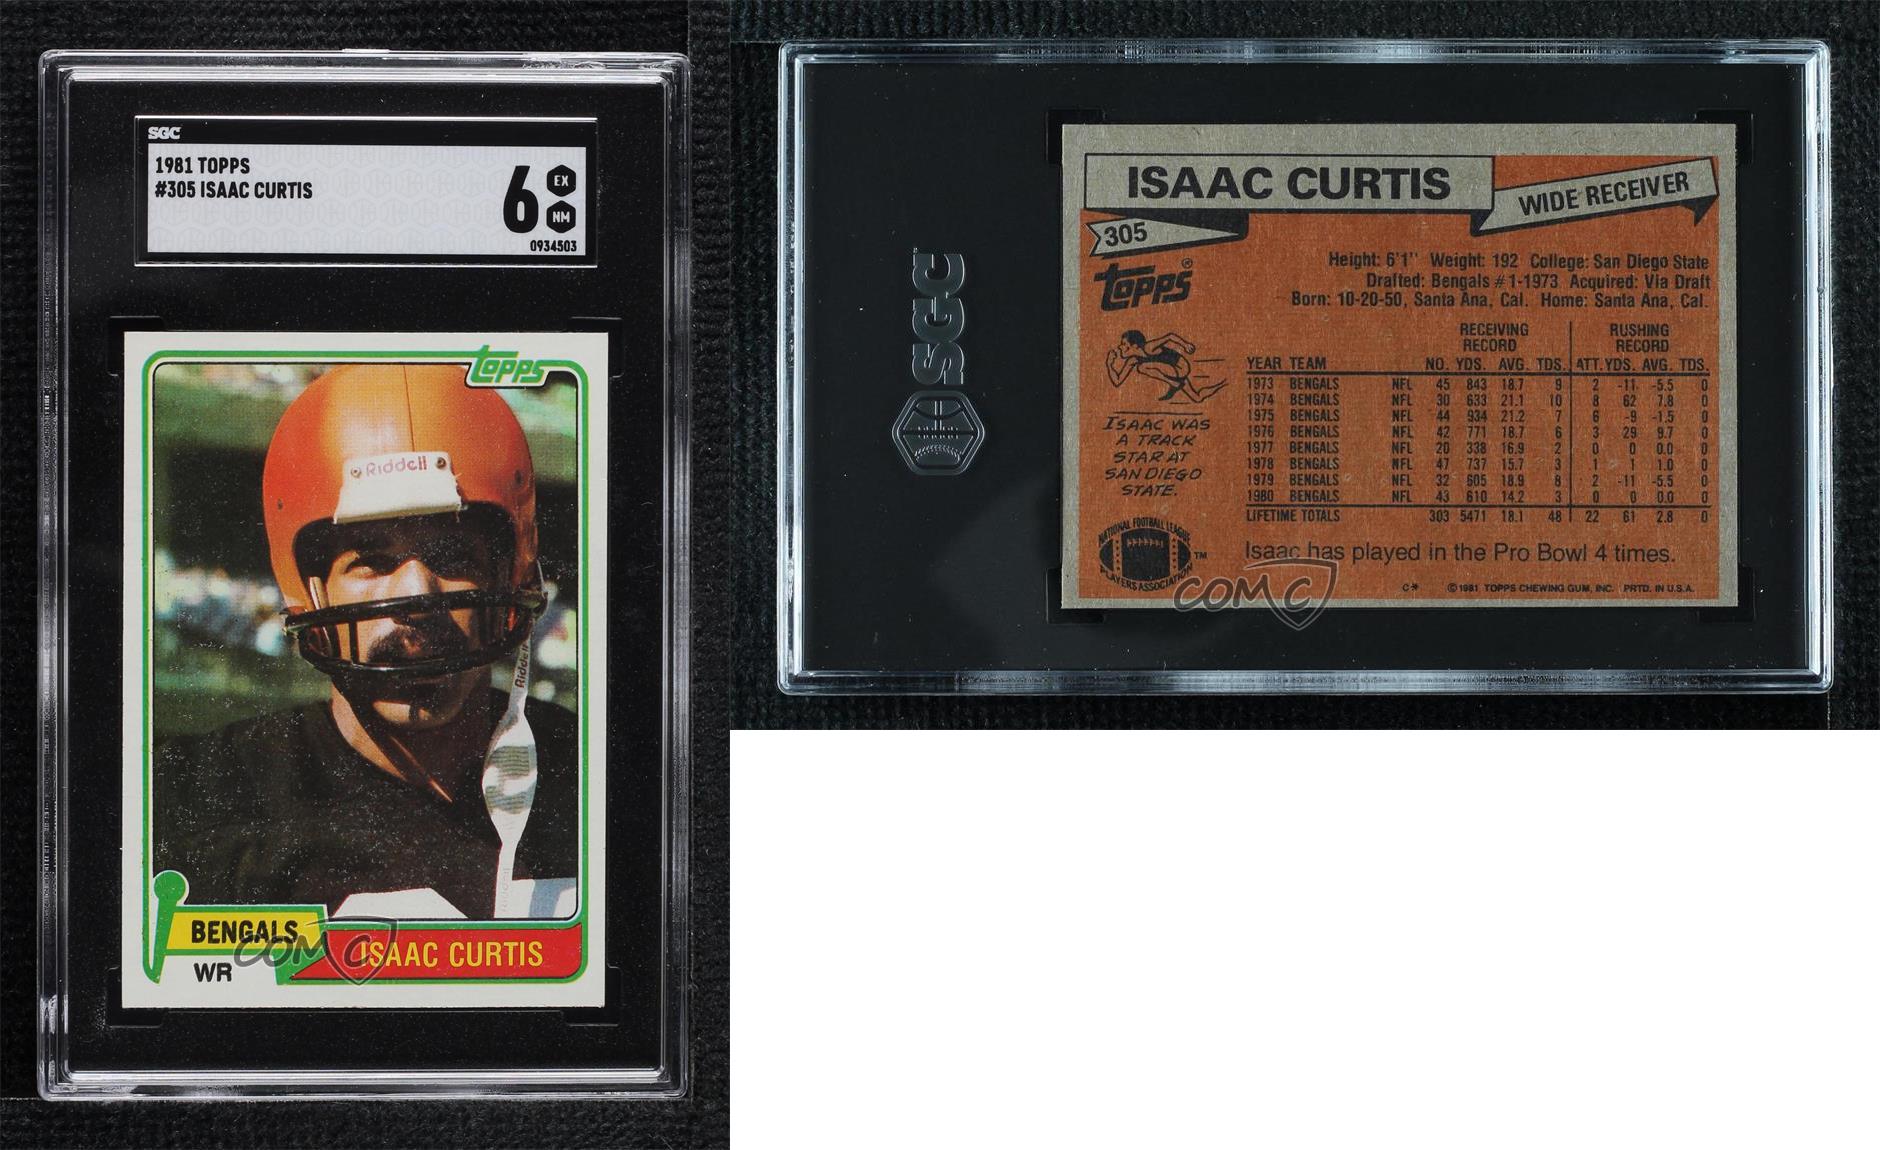 SGC
1981 TOPPS
#305 ISAAC CURTIS
6
EX
NM
0934503
TOPPS
Riddell
Riddell
BENGALS
WR
ISAAC CURTIS
COMC
SGC
ISAAC CURTIS
WIDE RECEIVER
305
TOPPS®
Height: 6'1" Weight: 192 College: San Diego State
Drafted: Bengals #1-1973 Acquired: Via Draft
Born: 10-20-50, Santa Ana, Cal. Home: Santa Ana, Cal.
RECEIVING RECORD RUSHING RECORD
YEAR TEAM NO. YDS. AVG. TDS. ATT. YDS. AVG. TDS.
1973 BENGALS NFL 45 843 18.7 9 2 -11 -5.5 0
1974 BENGALS NFL 30 633 21.1 10 8 62 7.8 0
1975 BENGALS NFL 44 934 21.2 7 6 -9 -1.5 0
1976 BENGALS NFL 42 771 18.7 6 3 29 9.7 0
1977 BENGALS NFL 20 338 16.9 2 0 0 0.0 0
1978 BENGALS NFL 47 737 15.7 3 1 1 1.0 0
1979 BENGALS NFL 32 605 18.9 8 2 -11 -5.5 0
1980 BENGALS NFL 43 610 14.2 3 0 0 0.0 0
LIFETIME TOTALS 303 5471 18.1 48 22 61 2.8 0
ISAAC WAS
A TRACK
STAR AT
SAN DIEGO
STATE.
NATIONAL FOOTBALL LEAGUE
PLAYERS ASSOCIATION
TM
Isaac has played in the Pro Bowl 4 times.
C* ©1981 TOPPS CHEWING GUM, INC. PRTD. IN U.S.A.
COMC